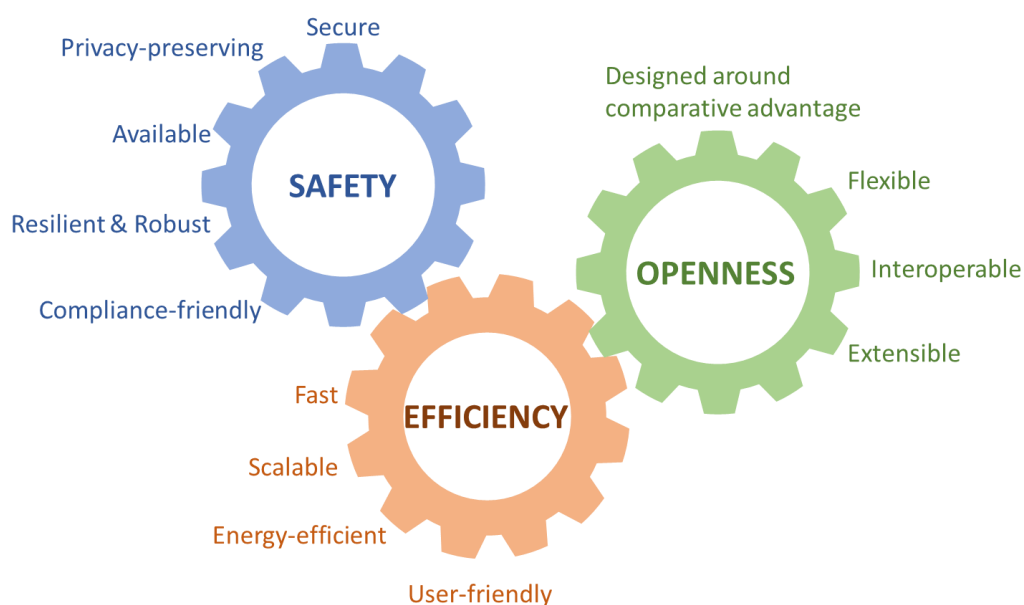 Secure
Privacy-preserving
Available
SAFETY
Resilient & Robust
Compliance-friendly
Designed around
comparative advantage
Flexible
OPENNESS
Interoperable
Extensible
Fast
EFFICIENCY
Scalable
Energy-efficient
User-friendly